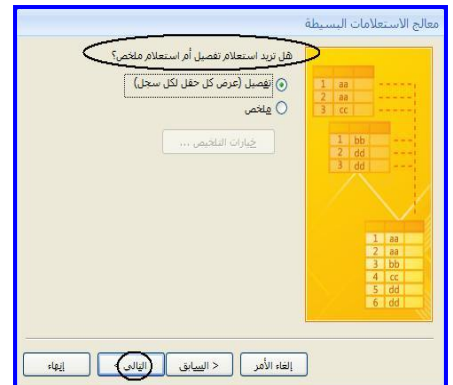 معالج الاستعلامات البسيطة
هل تريد استعلام تفصيل أم استعلام ملخص؟
تفصيل (عرض كل حقل لكل سجل)
ملخص
خيارات التلخيص ...
1 aa
2 aa
3 cc
1 bb
2 dd
3 dd
1 aa
2 aa
3 bb
4 cc
5 dd
6 dd
إلغاء الأمر
< السابق
التالي >
إنهاء